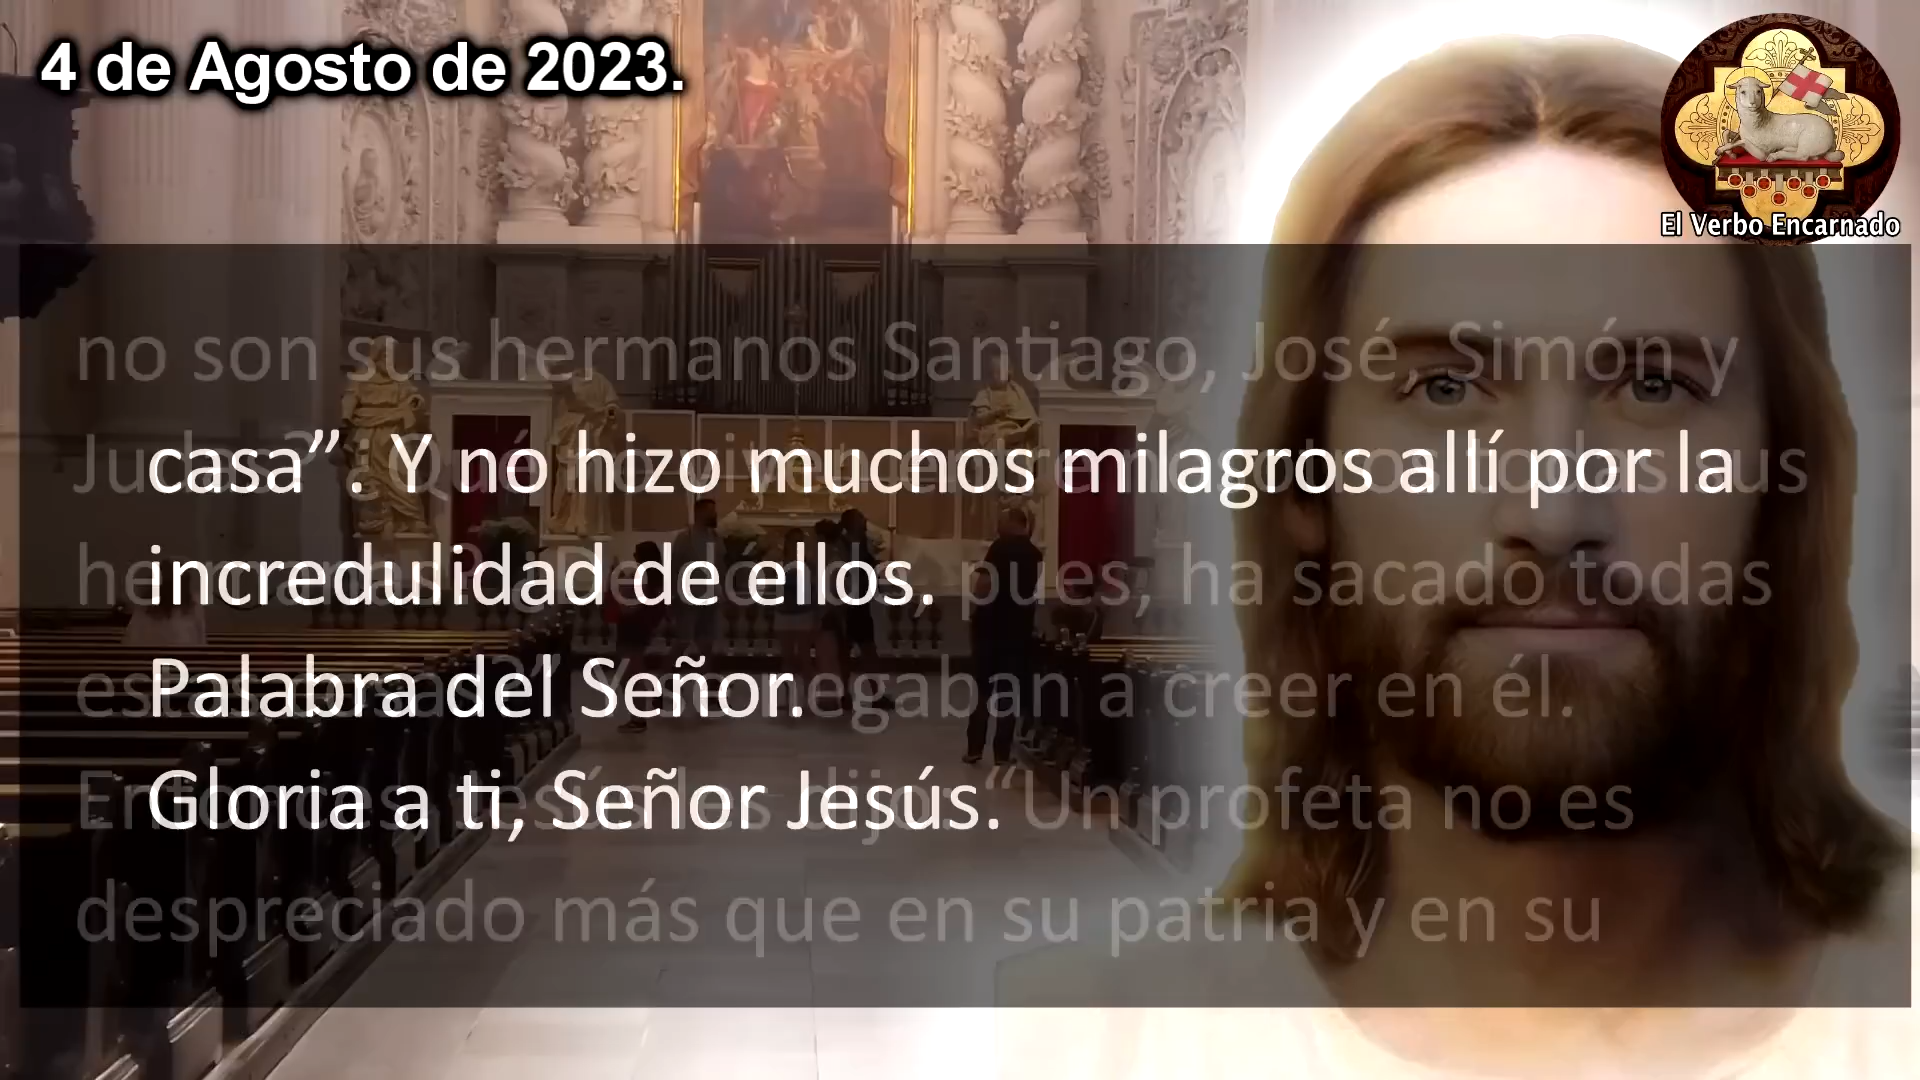 4 de Agosto de 2023.
El Verbo Encarnado
no son sus hermanos Santiago, José, Simón y
casa”. Y no hizo muchos milagros allí por la
incredulidad de ellos.
pues, ha sacado todas
Palabra del Señor.
negaban a creer en él.
Gloria a ti, Señor Jesús.
“Un profeta no es
despreciado más que en su patria y en su